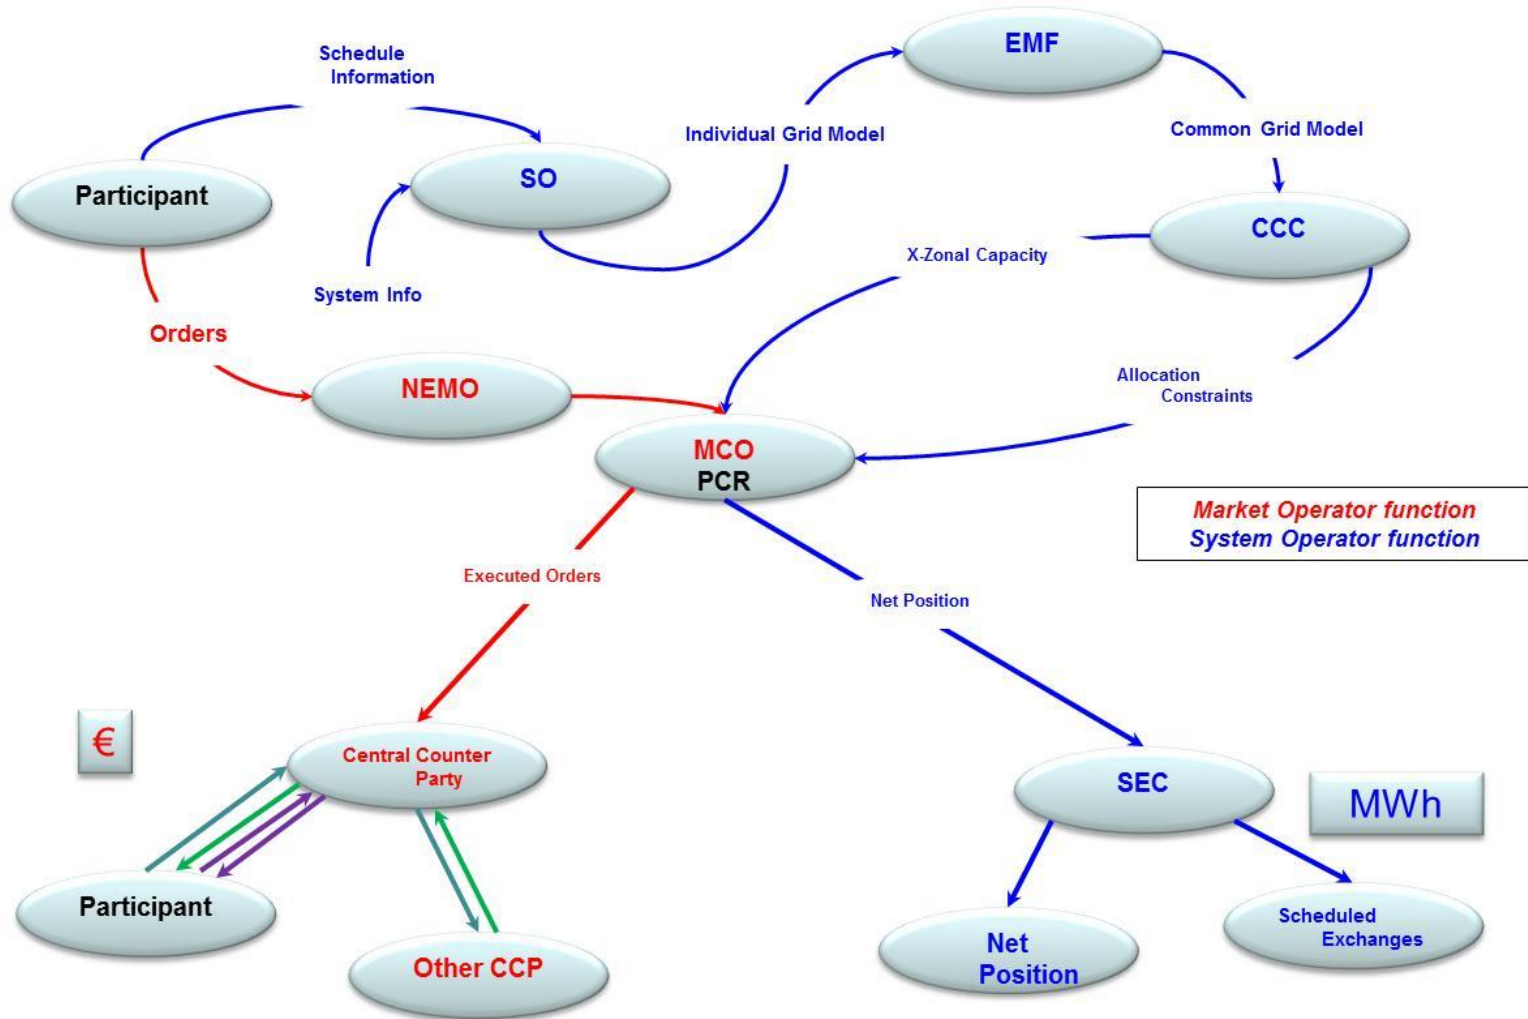 EMF
Schedule
Information
Individual Grid Model
Common Grid Model
SO
Participant
CCC
X-Zonal Capacity
System Info
Orders
NEMO
Allocation
Constraints
MCO
PCR
Market Operator function
System Operator function
Executed Orders
Net Position
€
Central Counter
Party
SEC
MWh
Participant
Other CCP
Net
Position
Scheduled
Exchanges